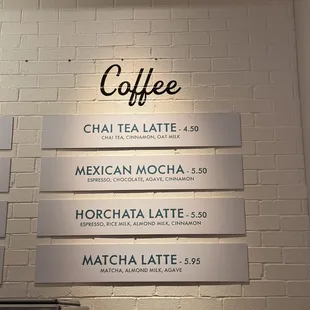 Coffee
CHAI TEA LATTE - 4.50
CHAI TEA, CINNAMON, OAT MILK
MEXICAN MOCHA - 5.50
ESPRESSO, CHOCOLATE, AGAVE, CINNAMON
HORCHATA LATTE - 5.50
ESPRESSO, RICE MILK, ALMOND MILK, CINNAMON
MATCHA LATTE - 5.95
MATCHA, ALMOND MILK, AGAVE